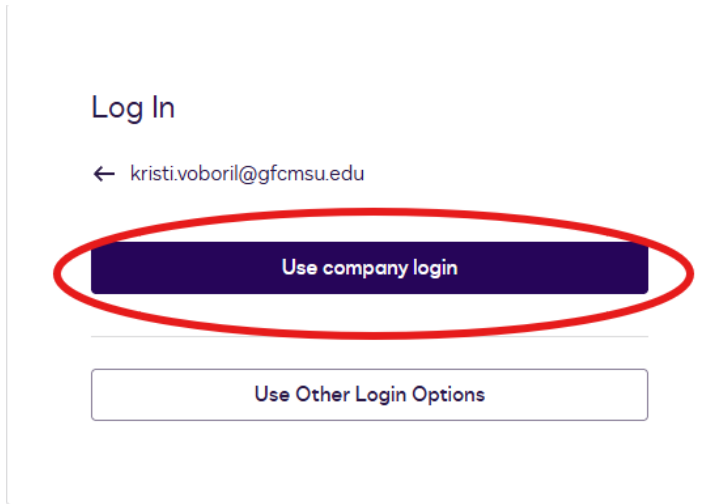 Log In
← kristi.voboril@gfcmsu.edu
Use company login
Use Other Login Options